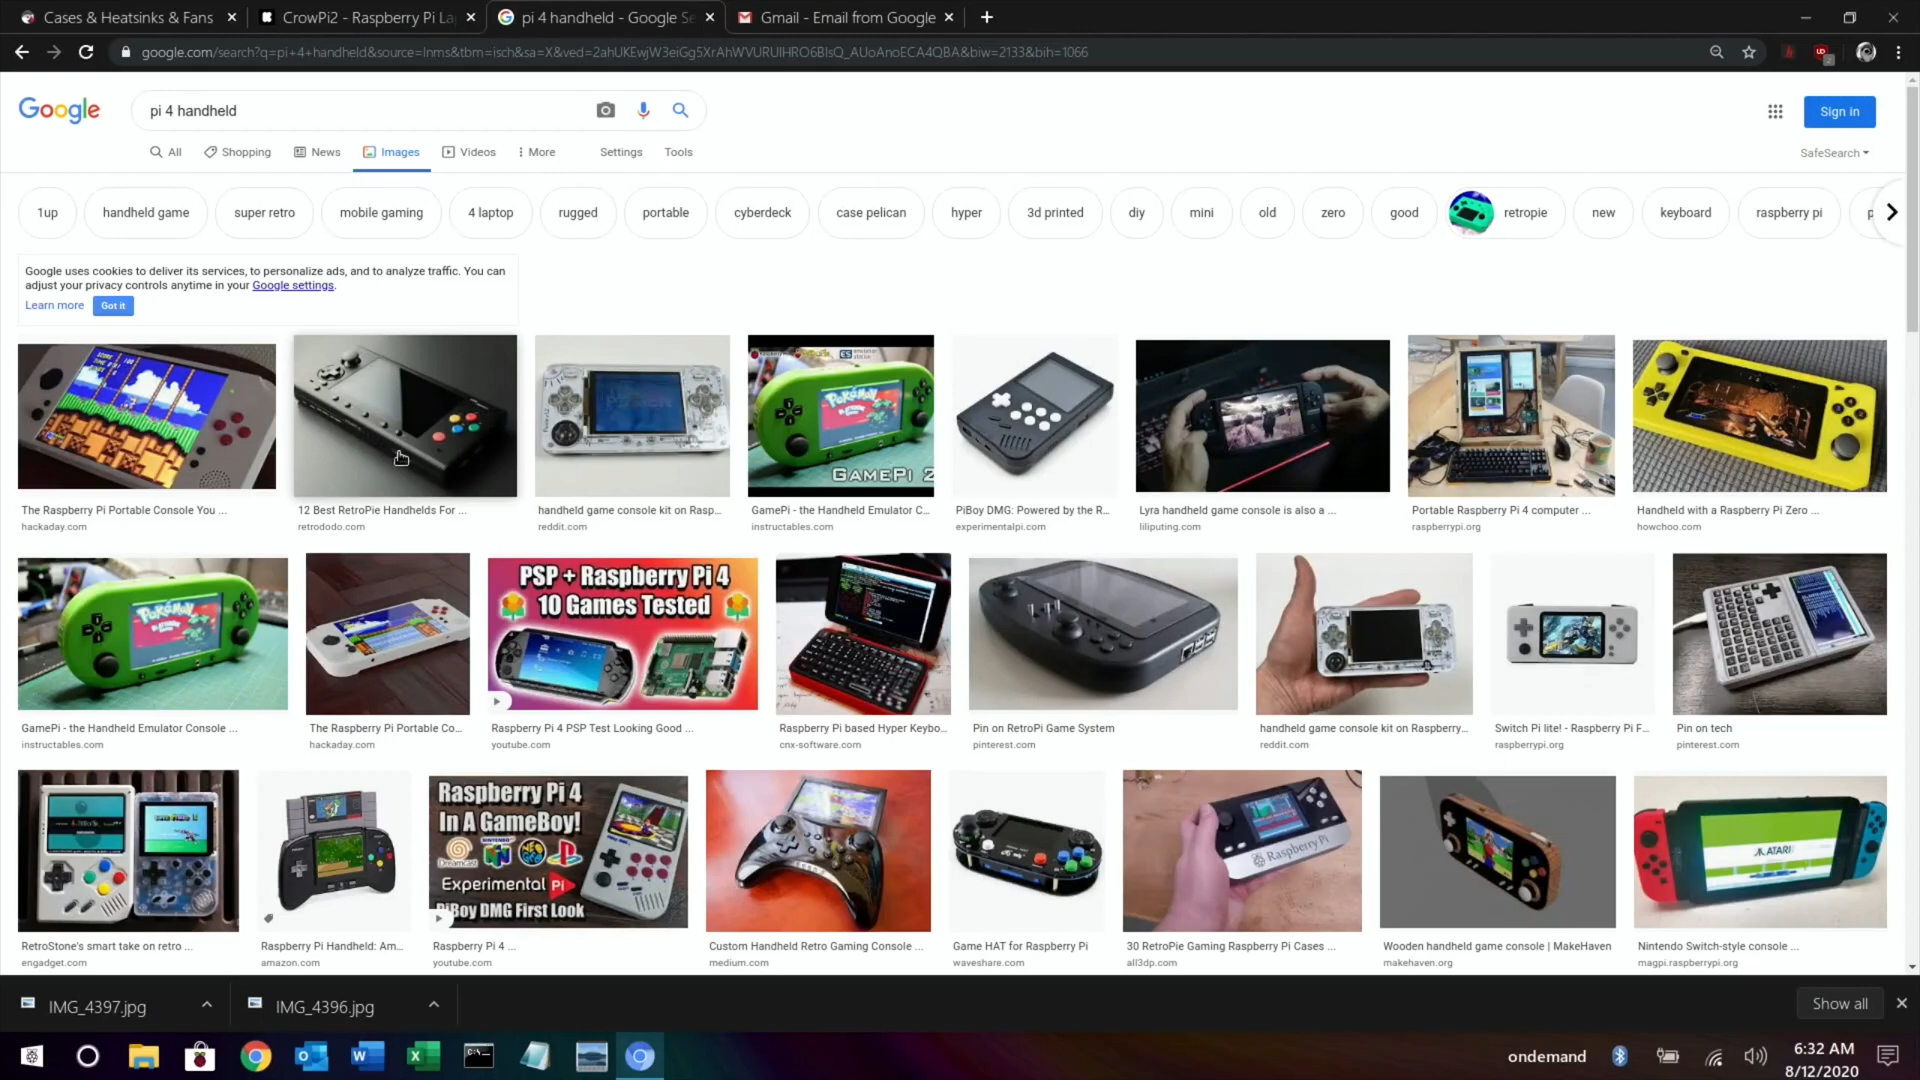 Cases & Heatsinks & Fans
CrowPi2 - Raspberry Pi La
pi 4 handheld - Google Se
Gmail - Email from Google
google.com/search?q=pi+4+handheld&source=lnms&tbm=isch&sa=X&ved=2ahUKEwjW3eiGg5XrAhWVURUIHRO6BIsQ_AUoAnoECA4QBA&biw=2133&bih=1066
Google
pi 4 handheld
Sign in
All
Shopping
News
Images
Videos
More
Settings
Tools
SafeSearch
1up
handheld game
super retro
mobile gaming
4 laptop
rugged
portable
cyberdeck
case pelican
hyper
3d printed
diy
mini
old
zero
good
retropie
new
keyboard
raspberry pi
p
Google uses cookies to deliver its services, to personalize ads, and to analyze traffic. You can
adjust your privacy controls anytime in your Google settings.
Learn more
Got it
GAMEPI 2
The Raspberry Pi Portable Console You ...
hackaday.com
12 Best RetroPie Handhelds For ...
retrododo.com
handheld game console kit on Rasp...
reddit.com
GamePi - the Handheld Emulator C...
instructables.com
PiBoy DMG: Powered by the R...
experimentalpi.com
Lyra handheld game console is also a ...
liliputing.com
Portable Raspberry Pi 4 computer ...
raspberrypi.org
Handheld with a Raspberry Pi Zero ...
howchoo.com
PSP + Raspberry Pi 4
10 Games Tested
GamePi - the Handheld Emulator Console ...
instructables.com
The Raspberry Pi Portable Co...
hackaday.com
Raspberry Pi 4 PSP Test Looking Good ...
youtube.com
Raspberry Pi based Hyper Keybo...
cnx-software.com
Pin on RetroPi Game System
pinterest.com
handheld game console kit on Raspberry...
reddit.com
Switch Pi lite! - Raspberry Pi F...
raspberrypi.org
Pin on tech
pinterest.com
Raspberry Pi 4
In A GameBoy!
Dreamcast
Experimental Pi
PiBoy DMG First Look
Raspberry Pi
ATARI
RetroStone's smart take on retro ...
engadget.com
Raspberry Pi Handheld: Am...
amazon.com
Raspberry Pi 4 ...
youtube.com
Custom Handheld Retro Gaming Console ...
medium.com
Game HAT for Raspberry Pi
waveshare.com
30 RetroPie Gaming Raspberry Pi Cases ...
all3dp.com
Wooden handheld game console | MakeHaven
makehaven.org
Nintendo Switch-style console ...
magpi.raspberrypi.org
IMG_4397.jpg
IMG_4396.jpg
Show all
ondemand
6:32 AM
8/12/2020